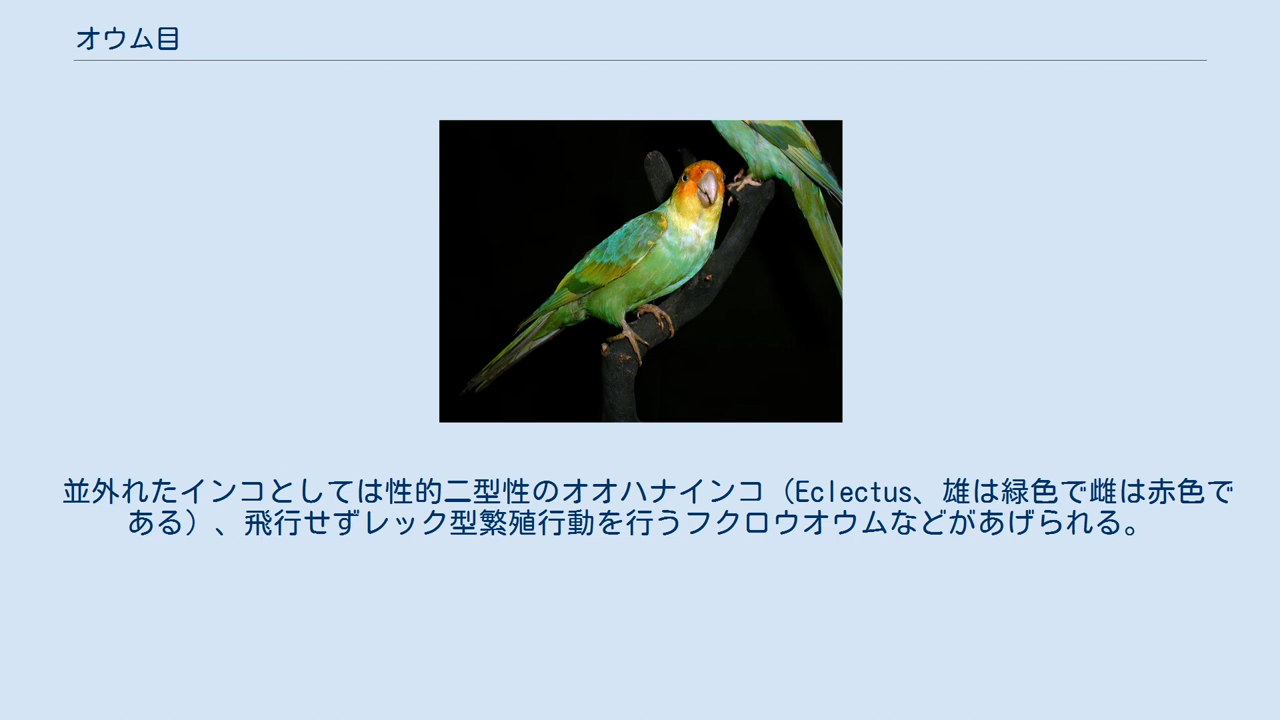 オウム目
並外れたインコとしては性的二型性のオオハナインコ（Eclectus、雄は緑色で雌は赤色で
ある）、飛行せずレック型繁殖行動を行うフクロウオウムなどがあげられる。